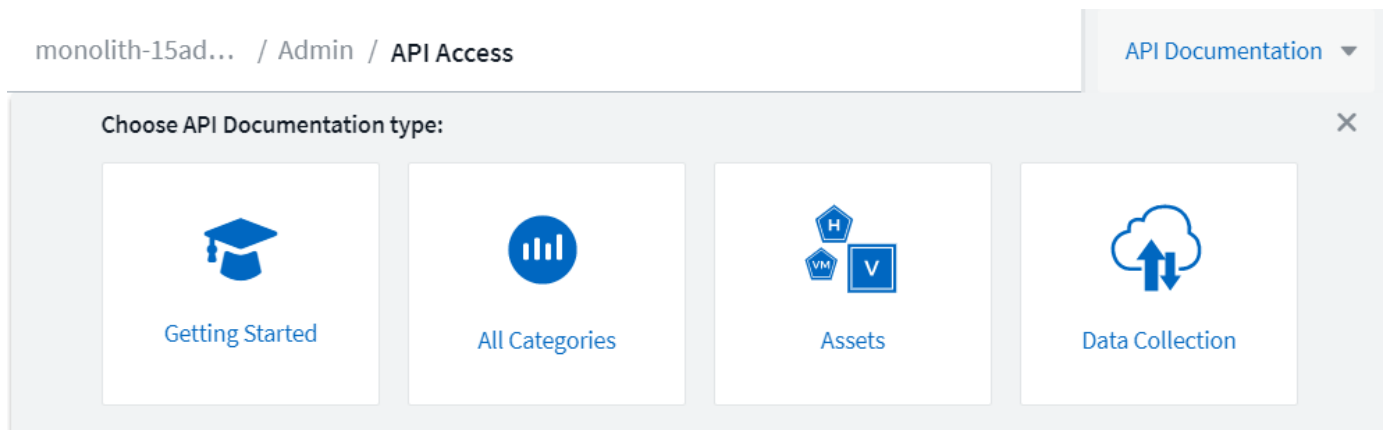 monolith-15ad... / Admin / API Access
API Documentation
Choose API Documentation type:
H
VM
V
Getting Started
All Categories
Assets
Data Collection